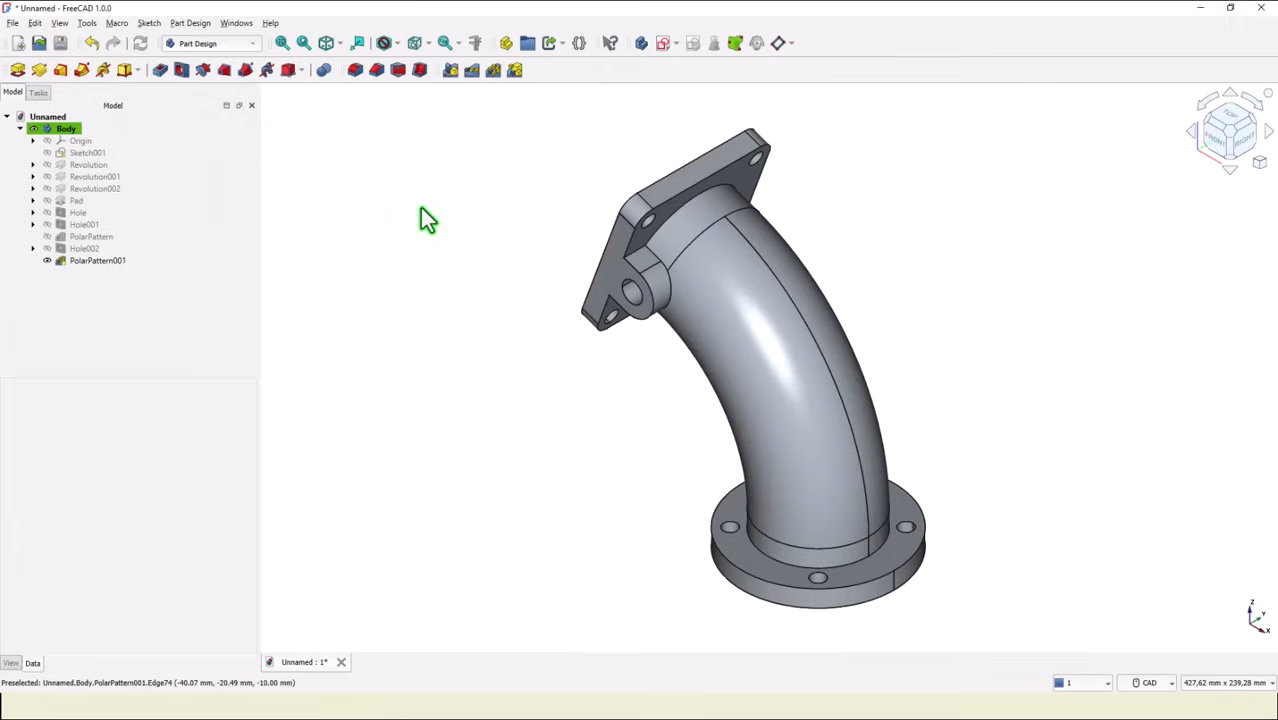 * Unnamed - FreeCAD 1.0.0
File Edit View Tools Macro Sketch Part Design Windows Help
Part Design
Model Tasks
Model
Unnamed
Body
Origin
Sketch001
Revolution
Revolution001
Revolution002
Pad
Hole
Hole001
PolarPattern
Hole002
PolarPattern001
TOP
FRONT
RIGHT
Z
Y
X
View Data
Unnamed : 1*
Preselected: Unnamed.Body.PolarPattern001.Edge74 (-40.07 mm, -20.49 mm, -10.00 mm)
1
CAD
427,62 mm x 239,28 mm